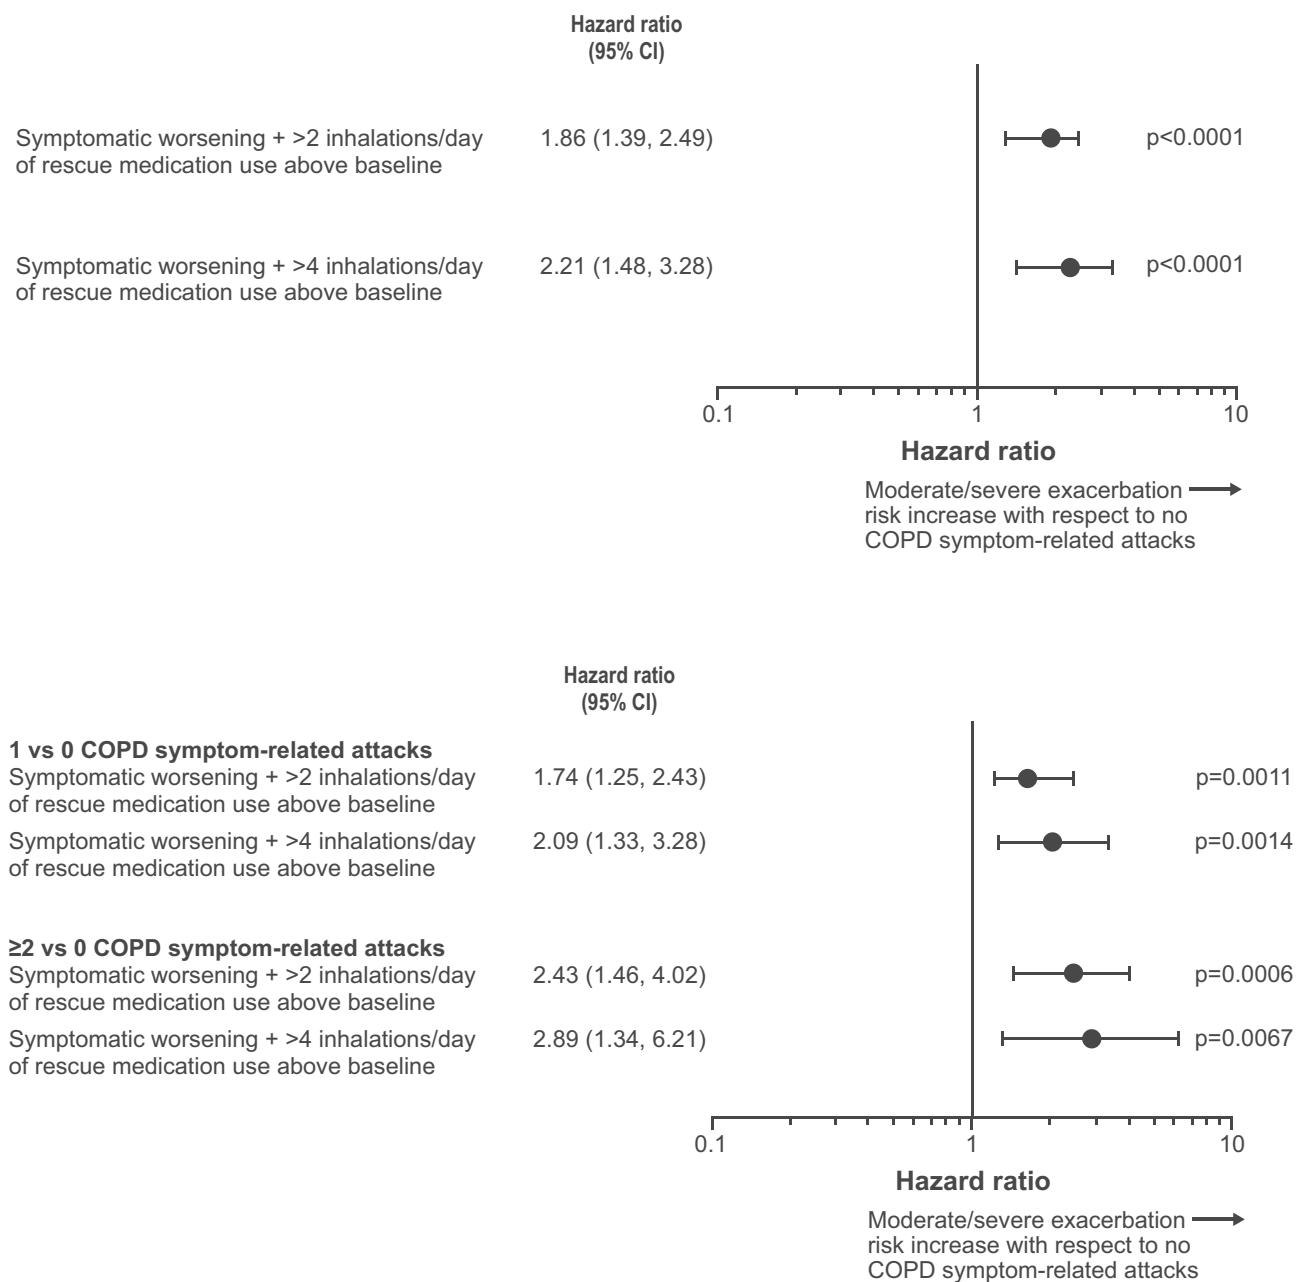 Hazard ratio
(95% CI)
Symptomatic worsening + >2 inhalations/day
of rescue medication use above baseline
1.86 (1.39, 2.49)
p<0.0001
Symptomatic worsening + >4 inhalations/day
of rescue medication use above baseline
2.21 (1.48, 3.28)
p<0.0001
0.1 1 10
Hazard ratio
Moderate/severe exacerbation
risk increase with respect to no
COPD symptom-related attacks
Hazard ratio
(95% CI)
1 vs 0 COPD symptom-related attacks
Symptomatic worsening + >2 inhalations/day
of rescue medication use above baseline
1.74 (1.25, 2.43)
p=0.0011
Symptomatic worsening + >4 inhalations/day
of rescue medication use above baseline
2.09 (1.33, 3.28)
p=0.0014
≥2 vs 0 COPD symptom-related attacks
Symptomatic worsening + >2 inhalations/day
of rescue medication use above baseline
2.43 (1.46, 4.02)
p=0.0006
Symptomatic worsening + >4 inhalations/day
of rescue medication use above baseline
2.89 (1.34, 6.21)
p=0.0067
0.1 1 10
Hazard ratio
Moderate/severe exacerbation
risk increase with respect to no
COPD symptom-related attacks